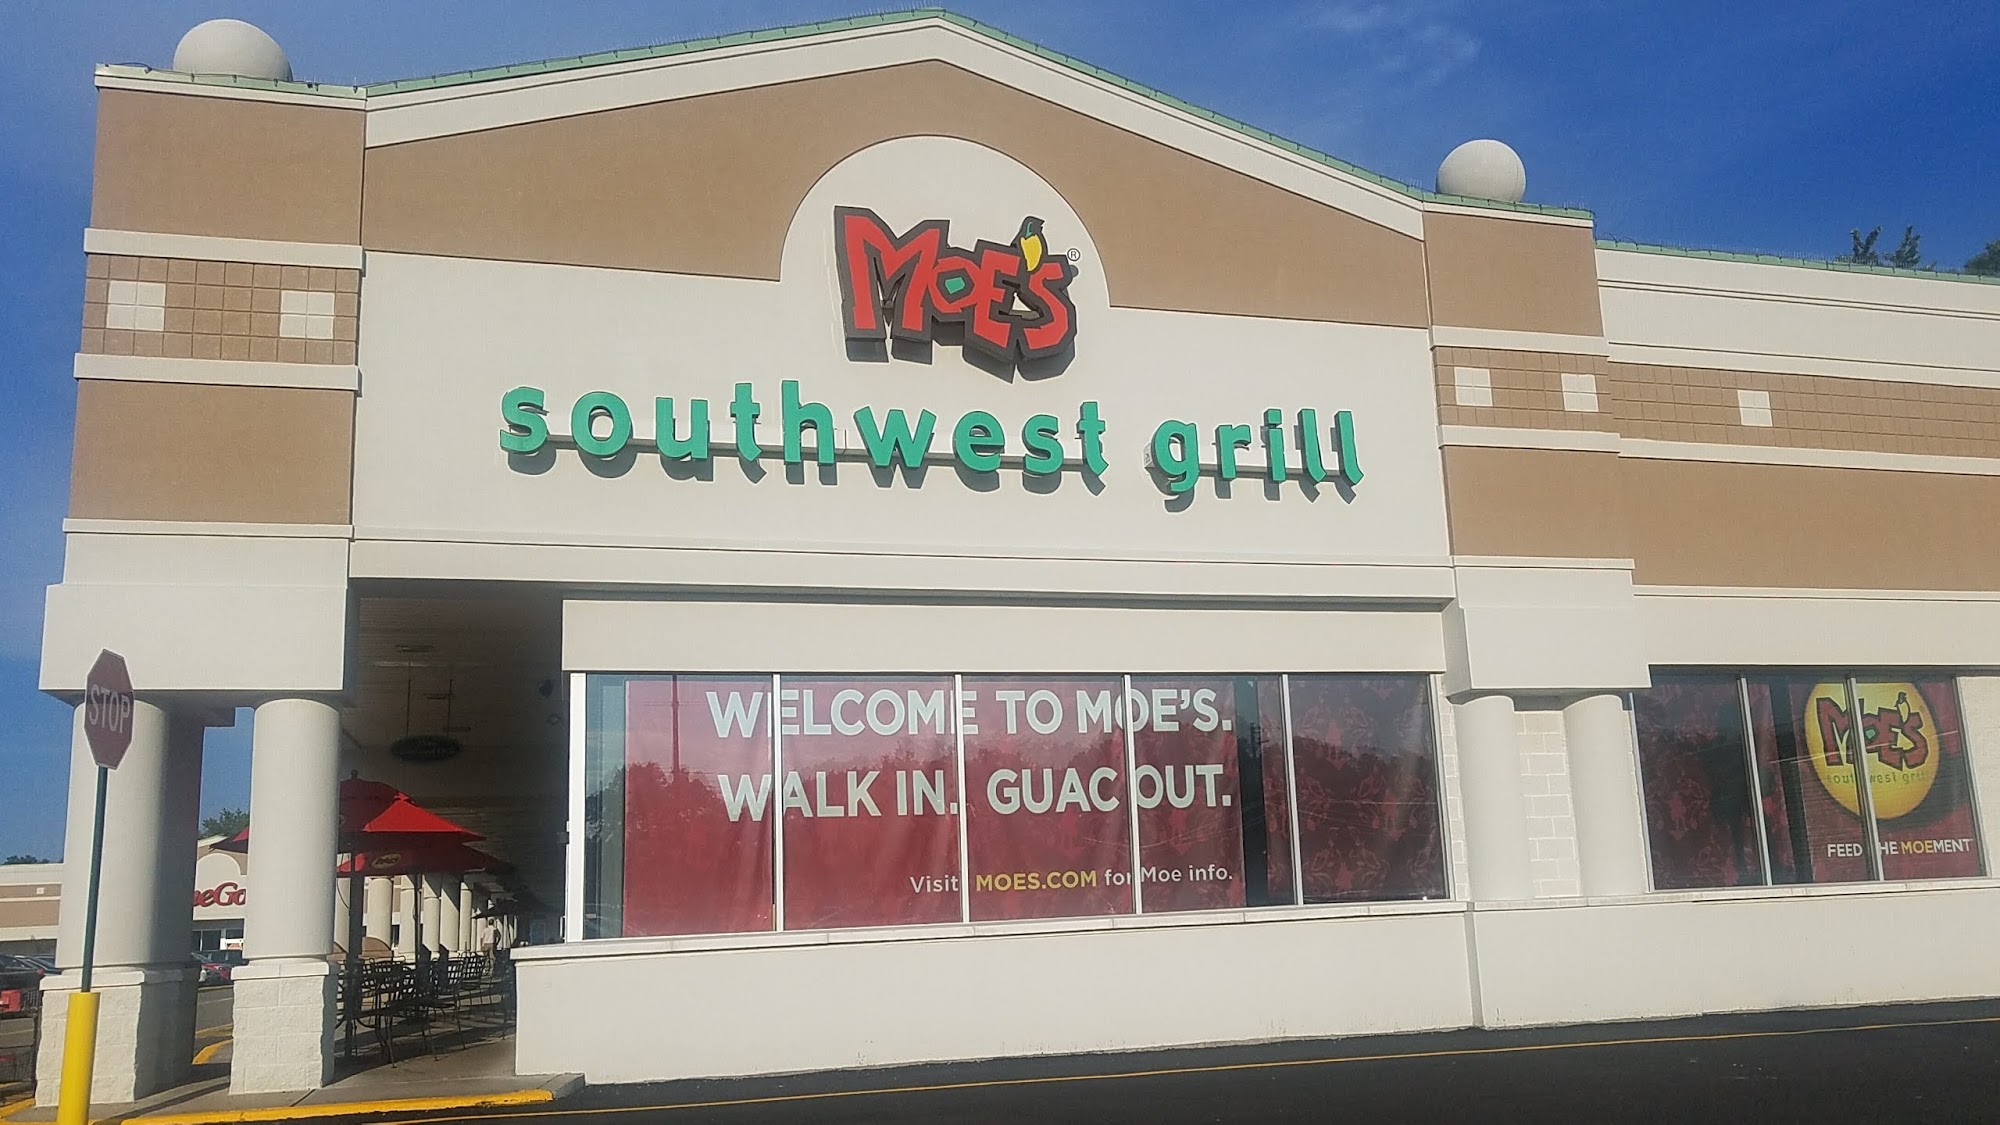 MOE'S®
southwest grill
STOP
WELCOME TO MOE'S.
WALK IN. GUAC OUT.
Visit MOES.COM for Moe info.
MOE'S
southwest grill
FEED THE MOEMENT